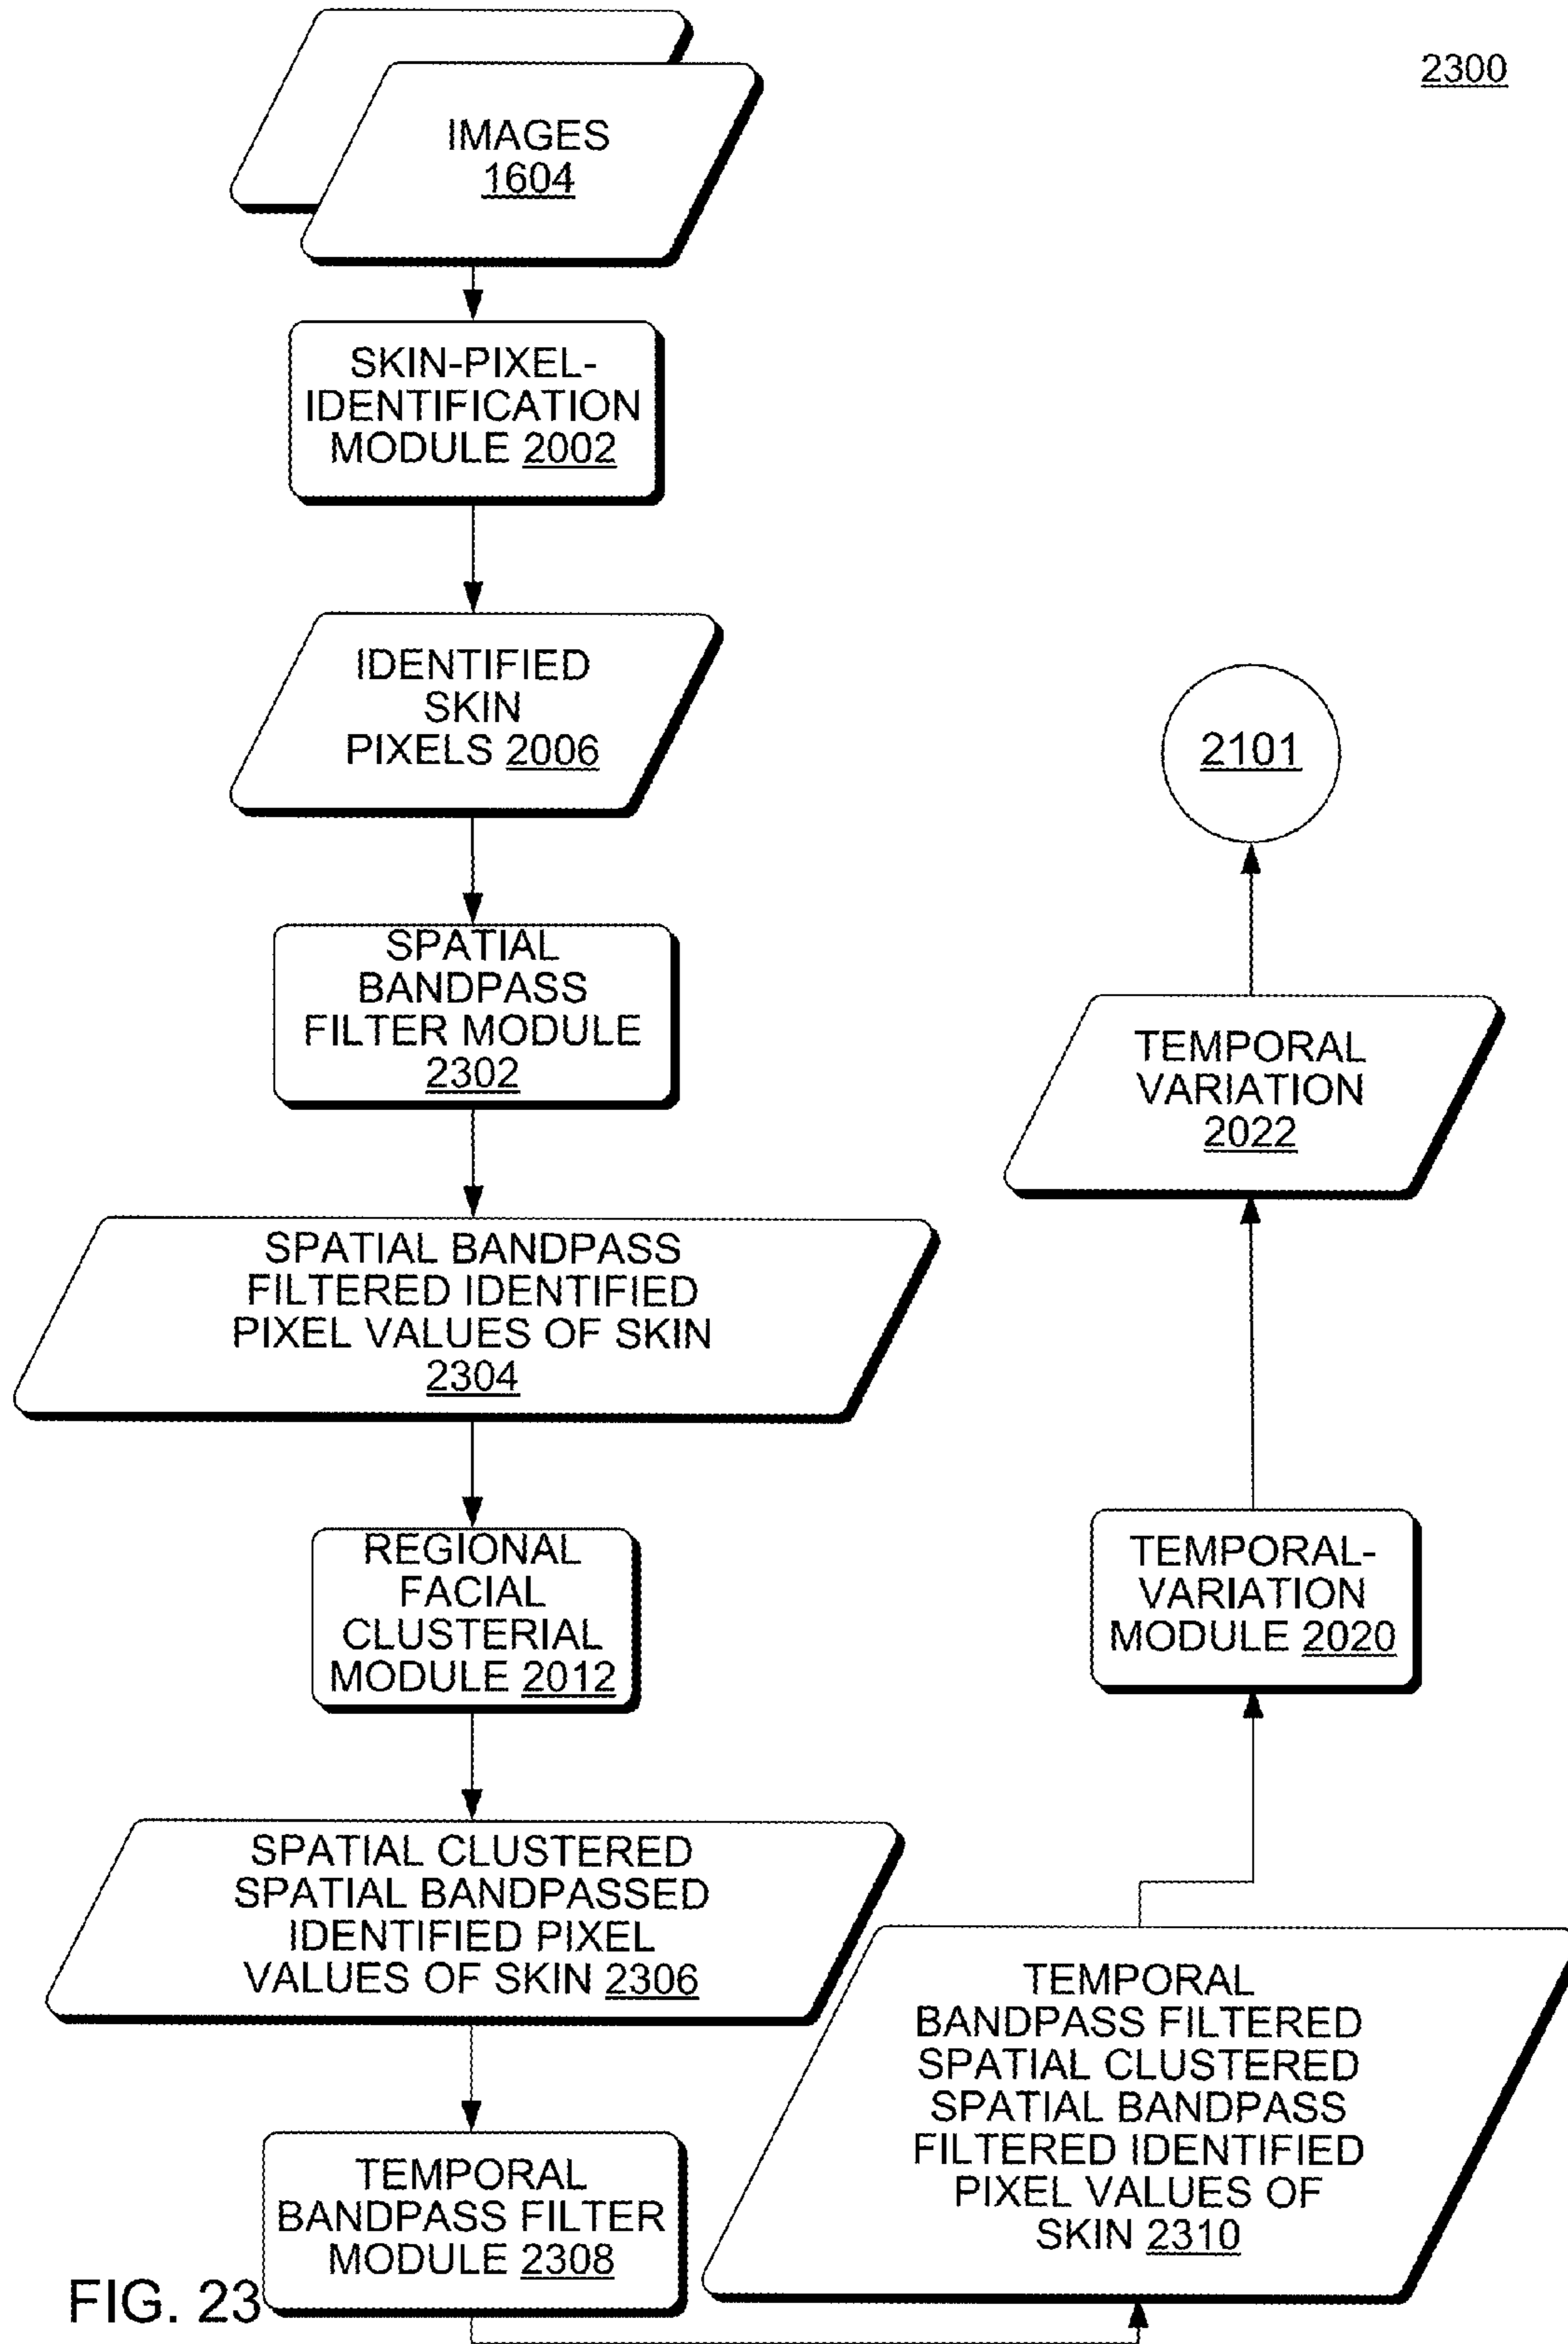 2300
IMAGES
1604
SKIN-PIXEL-
IDENTIFICATION
MODULE 2002
IDENTIFIED
SKIN
PIXELS 2006
SPATIAL
BANDPASS
FILTER MODULE
2302
SPATIAL BANDPASS
FILTERED IDENTIFIED
PIXEL VALUES OF SKIN
2304
REGIONAL
FACIAL
CLUSTERIAL
MODULE 2012
SPATIAL CLUSTERED
SPATIAL BANDPASSED
IDENTIFIED PIXEL
VALUES OF SKIN 2306
TEMPORAL
BANDPASS FILTER
MODULE 2308
TEMPORAL
BANDPASS FILTERED
SPATIAL CLUSTERED
SPATIAL BANDPASS
FILTERED IDENTIFIED
PIXEL VALUES OF
SKIN 2310
TEMPORAL-
VARIATION
MODULE 2020
TEMPORAL
VARIATION
2022
2101
FIG. 23